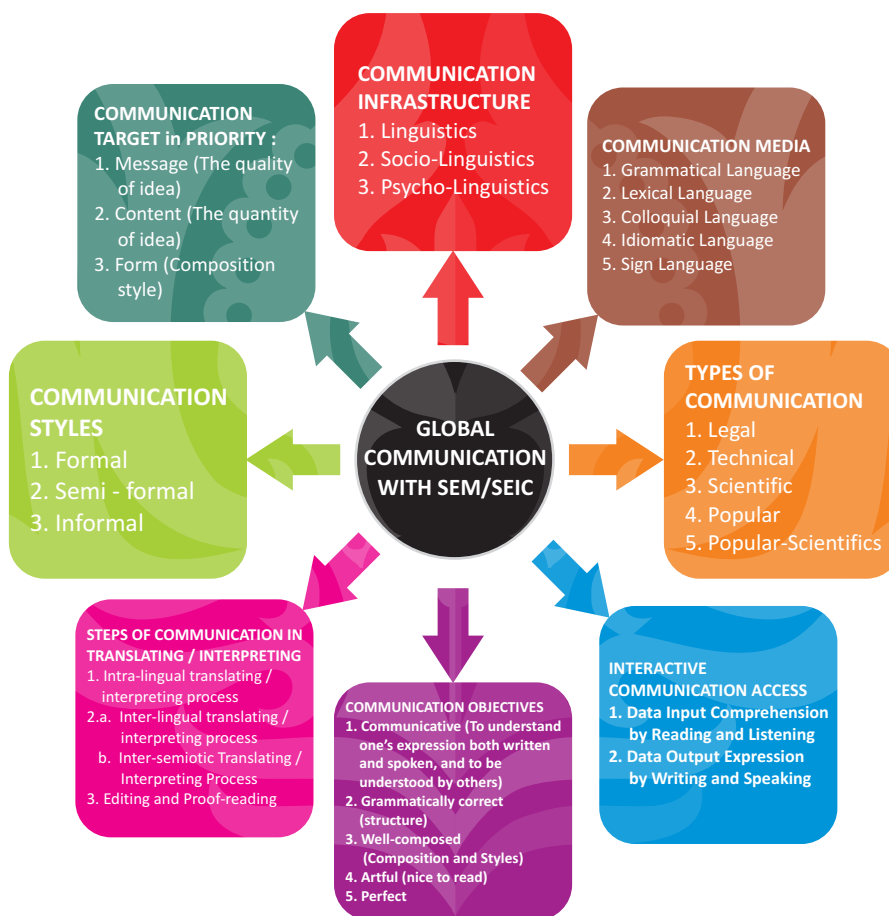 COMMUNICATION
INFRASTRUCTURE
1. Linguistics
2. Socio-Linguistics
3. Psycho-Linguistics
COMMUNICATION
TARGET in PRIORITY :
1. Message (The quality
of idea)
2. Content (The quantity
of idea)
3. Form (Composition
style)
COMMUNICATION MEDIA
1. Grammatical Language
2. Lexical Language
3. Colloquial Language
4. Idiomatic Language
5. Sign Language
COMMUNICATION
STYLES
1. Formal
2. Semi - formal
3. Informal
GLOBAL
COMMUNICATION
WITH SEM/SEIC
TYPES OF
COMMUNICATION
1. Legal
2. Technical
3. Scientific
4. Popular
5. Popular-Scientifics
STEPS OF COMMUNICATION IN
TRANSLATING / INTERPRETING
1. Intra-lingual translating /
interpreting process
2.a. Inter-lingual translating /
interpreting process
b. Inter-semiotic Translating /
Interpreting Process
3. Editing and Proof-reading
COMMUNICATION OBJECTIVES
1. Communicative (To understand
one's expression both written
and spoken, and to be
understood by others)
2. Grammatically correct
(structure)
3. Well-composed
(Composition and Styles)
4. Artful (nice to read)
5. Perfect
INTERACTIVE
COMMUNICATION ACCESS
1. Data Input Comprehension
by Reading and Listening
2. Data Output Expression
by Writing and Speaking